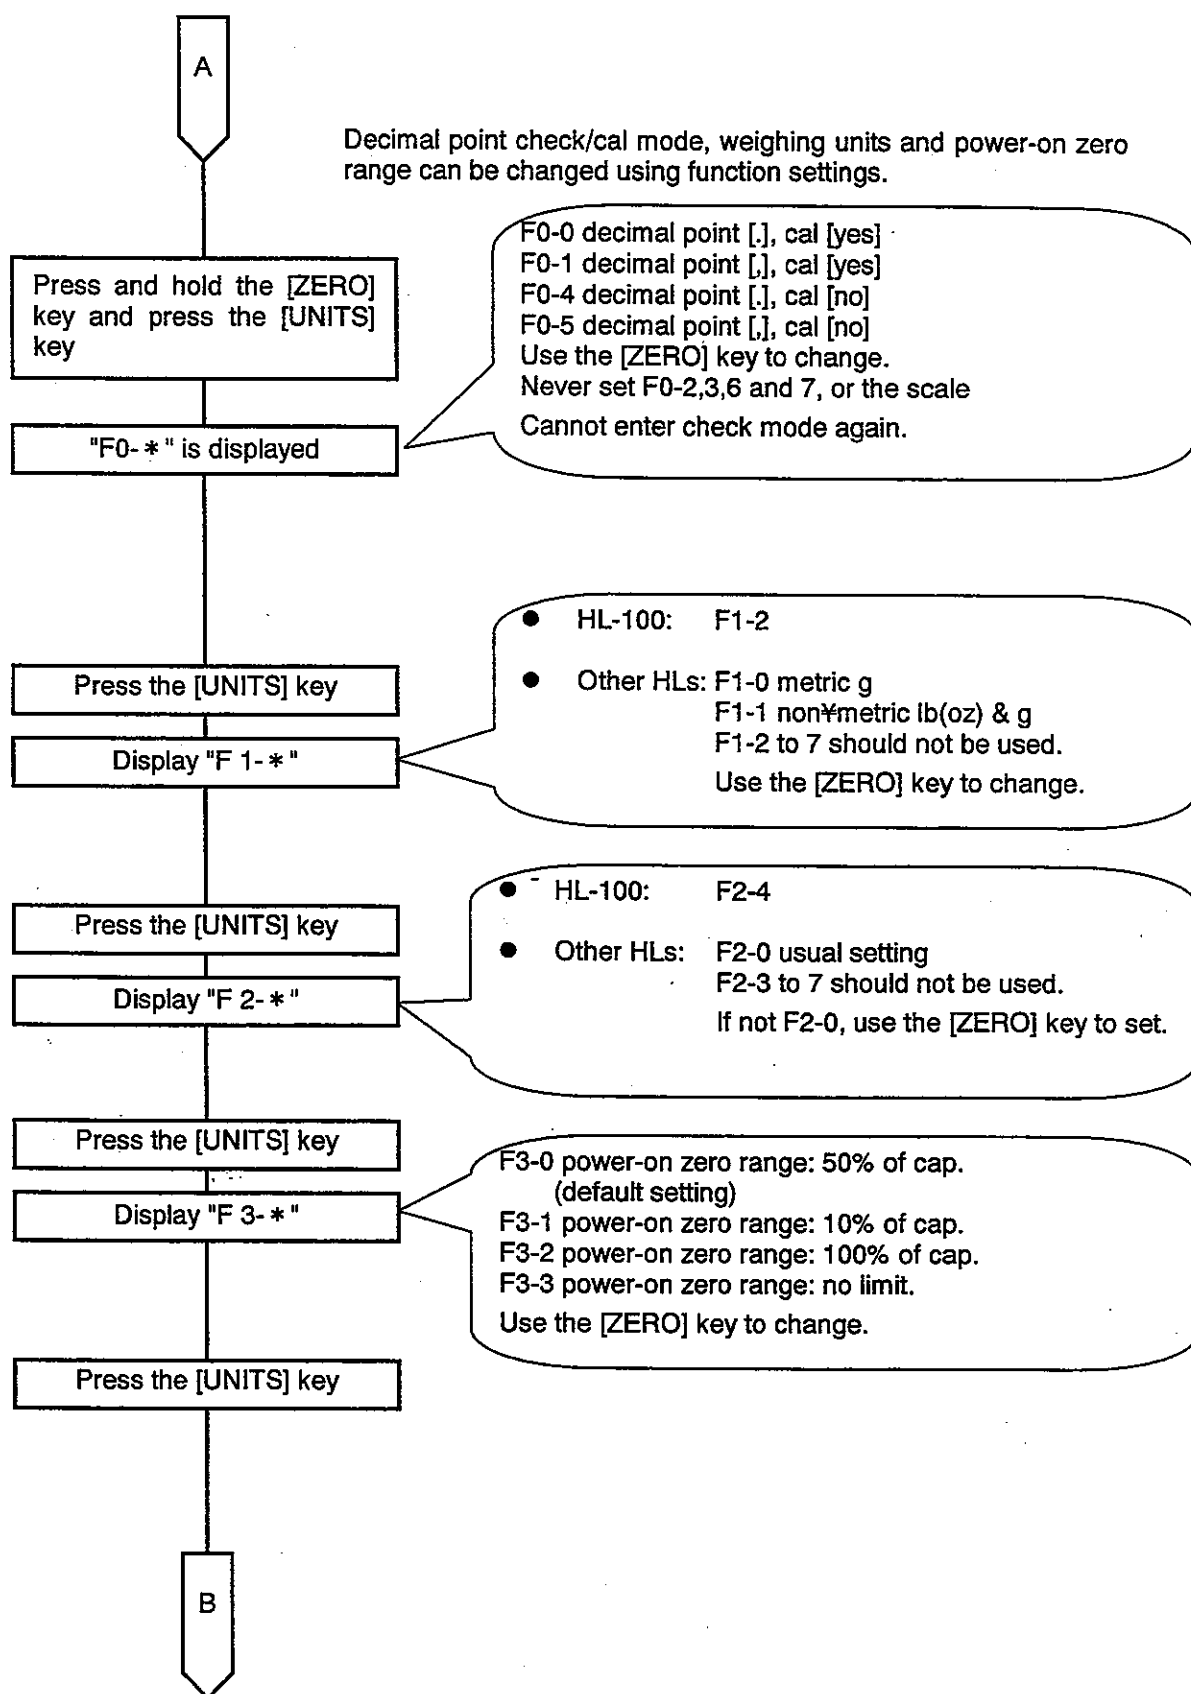 A
Decimal point check/cal mode, weighing units and power-on zero
range can be changed using function settings.
Press and hold the [ZERO]
key and press the [UNITS]
key
F0-0 decimal point [.], cal [yes]
F0-1 decimal point [,], cal [yes]
F0-4 decimal point [.], cal [no]
F0-5 decimal point [,], cal [no]
Use the [ZERO] key to change.
Never set F0-2,3,6 and 7, or the scale
Cannot enter check mode again.
"F0-*" is displayed
● HL-100: F1-2
● Other HLs: F1-0 metric g
F1-1 non¥metric lb(oz) & g
F1-2 to 7 should not be used.
Use the [ZERO] key to change.
Press the [UNITS] key
Display "F 1-*"
● HL-100: F2-4
● Other HLs: F2-0 usual setting
F2-3 to 7 should not be used.
If not F2-0, use the [ZERO] key to set.
Press the [UNITS] key
Display "F 2-*"
Press the [UNITS] key
Display "F 3-*"
F3-0 power-on zero range: 50% of cap.
(default setting)
F3-1 power-on zero range: 10% of cap.
F3-2 power-on zero range: 100% of cap.
F3-3 power-on zero range: no limit.
Use the [ZERO] key to change.
Press the [UNITS] key
B